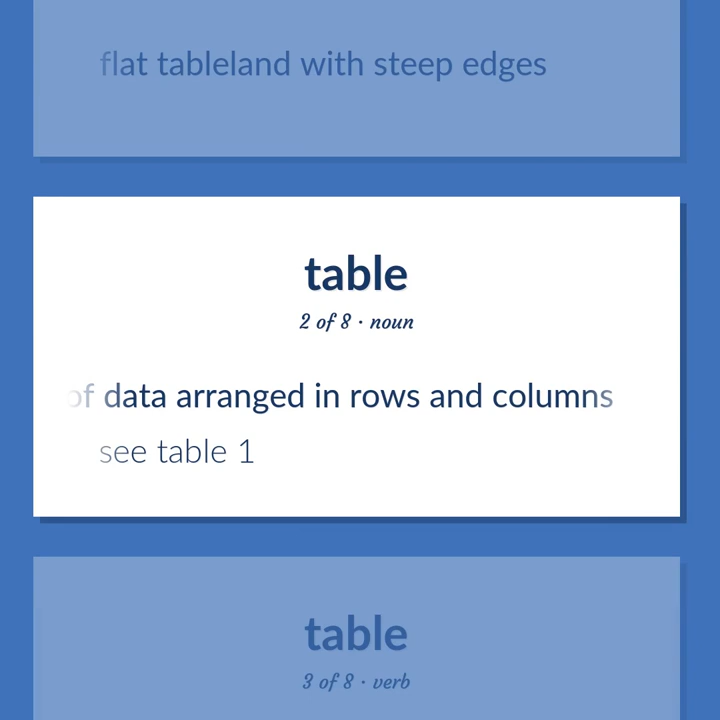 flat tableland with steep edges
table
2 of 8 · noun
of data arranged in rows and columns
see table 1
table
3 of 8 · verb